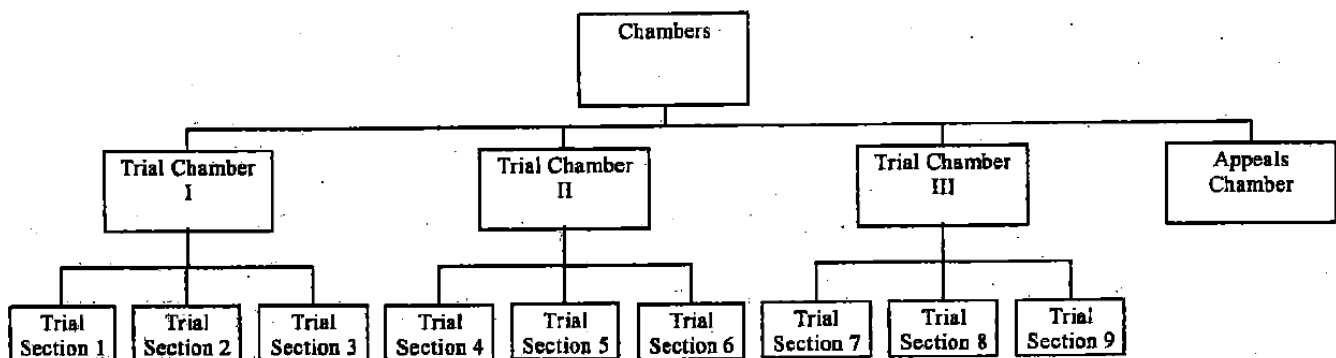 Chambers
Trial Chamber
I
Trial Chamber
II
Trial Chamber
III
Appeals
Chamber
Trial
Section 1
Trial
Section 2
Trial
Section 3
Trial
Section 4
Trial
Section 5
Trial
Section 6
Trial
Section 7
Trial
Section 8
Trial
Section 9